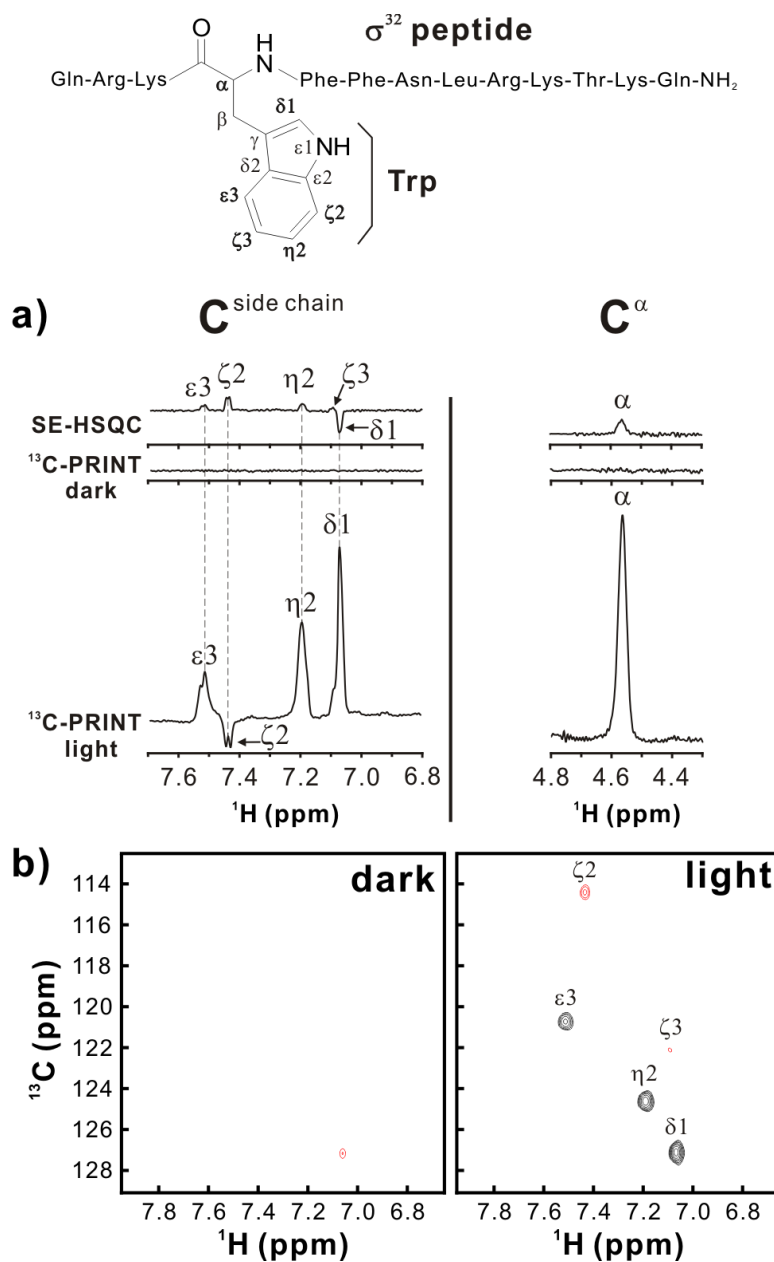 σ³² peptide
O
H
N
Gln-Arg-Lys
α
Phe-Phe-Asn-Leu-Arg-Lys-Thr-Lys-Gln-NH₂
β
δ1
γ
ε1 NH
δ2
ε2
Trp
ε3
ζ2
ζ3
η2
a)
C side chain
C α
ε3 ζ2 η2 ζ3
α
SE-HSQC
δ1
¹³C-PRINT
dark
δ1
α
η2
ε3
¹³C-PRINT
light
ζ2
7.6 7.4 7.2 7.0 6.8
4.8 4.6 4.4
¹H (ppm)
¹H (ppm)
b)
dark
light
114
116
118
120
122
124
126
128
¹³C (ppm)
ζ2
ε3
ζ3
η2
δ1
7.8 7.6 7.4 7.2 7.0 6.8
7.8 7.6 7.4 7.2 7.0 6.8
¹H (ppm)
¹H (ppm)